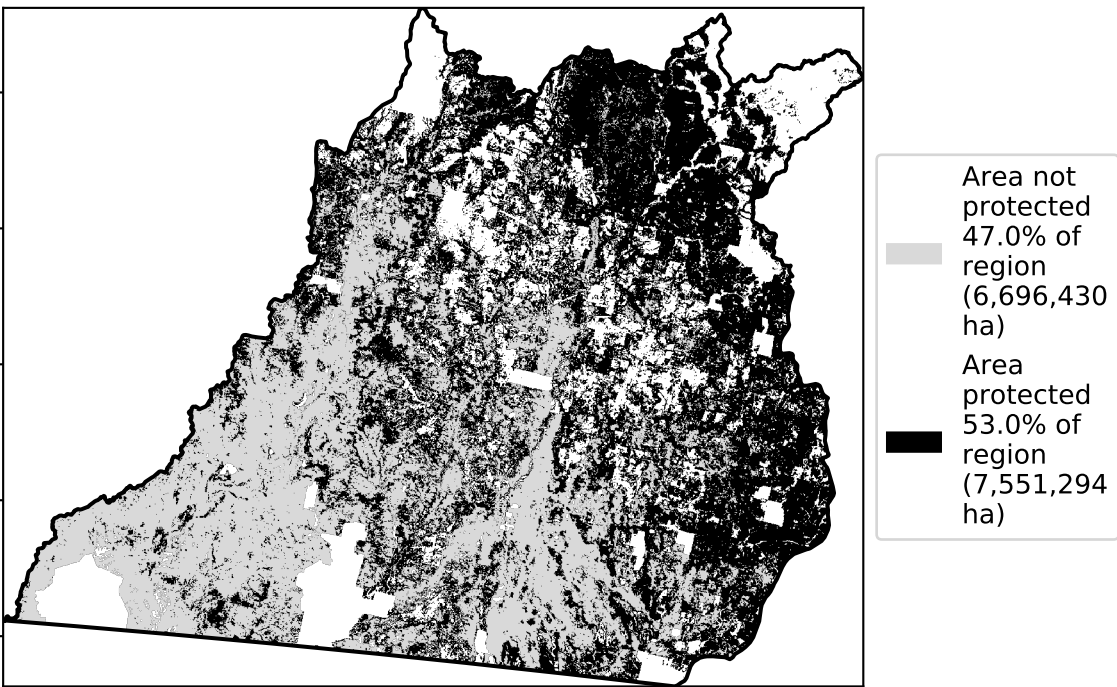 Area not
protected
47.0% of
region
(6,696,430
ha)
Area
protected
53.0% of
region
(7,551,294
ha)